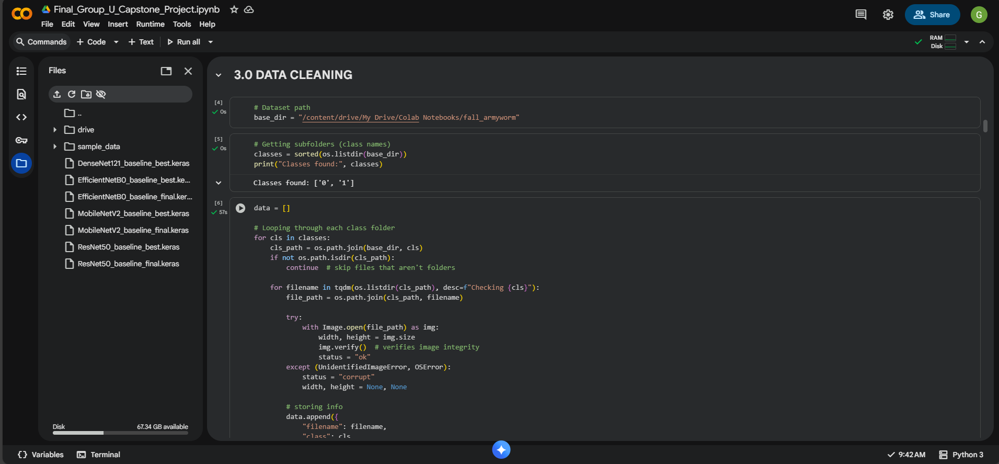 Final_Group_U_Capstone_Project.ipynb
File Edit View Insert Runtime Tools Help
Share
G
Commands + Code + Text Run all
RAM
Disk
Files
..
drive
sample_data
DenseNet121_baseline_best.keras
EfficientNetB0_baseline_best.ke...
EfficientNetB0_baseline_final.ker...
MobileNetV2_baseline_best.keras
MobileNetV2_baseline_final.keras
ResNet50_baseline_best.keras
ResNet50_baseline_final.keras
Disk 67.34 GB available
3.0 DATA CLEANING
[4]
0s
# Dataset path
base_dir = "/content/drive/My Drive/Colab Notebooks/fall_armyworm"
[5]
0s
# Getting subfolders (class names)
classes = sorted(os.listdir(base_dir))
print("Classes found:", classes)
Classes found: ['0', '1']
[6]
57s
data = []
# Looping through each class folder
for cls in classes:
    cls_path = os.path.join(base_dir, cls)
    if not os.path.isdir(cls_path):
        continue  # skip files that aren't folders
    for filename in tqdm(os.listdir(cls_path), desc=f"Checking {cls}"):
        file_path = os.path.join(cls_path, filename)
        try:
            with Image.open(file_path) as img:
                width, height = img.size
                img.verify()  # verifies image integrity
                status = "ok"
        except (UnidentifiedImageError, OSError):
            status = "corrupt"
            width, height = None, None
        # storing info
        data.append({
            "filename": filename,
            "class": cls
Variables Terminal
9:42 AM Python 3